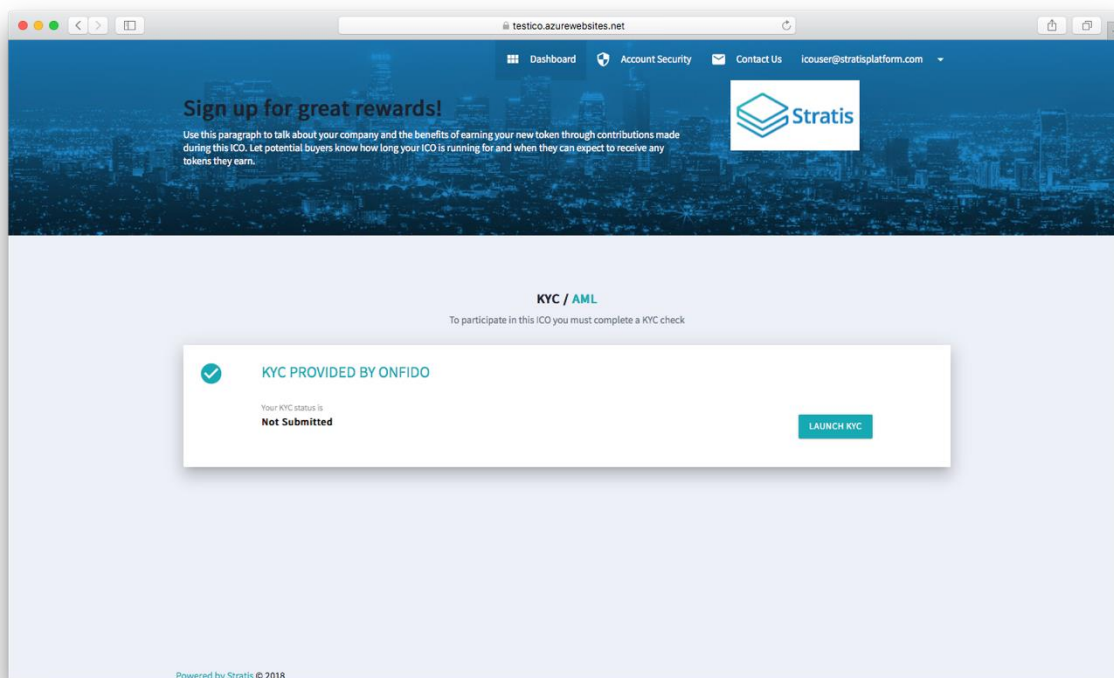 testico.azurewebsites.net
Dashboard Account Security Contact Us icouser@stratisplatform.com
Sign up for great rewards!
Use this paragraph to talk about your company and the benefits of earning your new token through contributions made
during this ICO. Let potential buyers know how long your ICO is running for and when they can expect to receive any
tokens they earn.
Stratis
KYC / AML
To participate in this ICO you must complete a KYC check
KYC PROVIDED BY ONFIDO
Your KYC status is
Not Submitted
LAUNCH KYC
Powered by Stratis © 2018